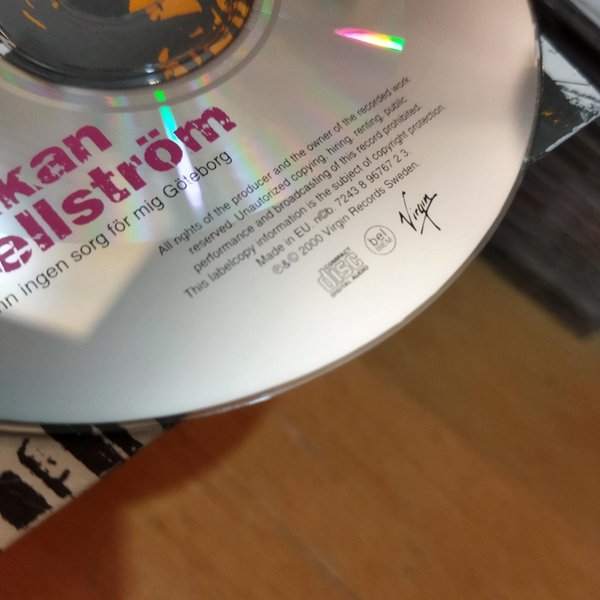 kan
ellström
nn ingen sorg för mig Göteborg
All rights of the producer and the owner of the recorded work
reserved. Unauthorized copying, hiring, renting, public
performance and broadcasting of this record prohibited.
This labelcopy information is the subject of copyright protection.
Made in EU. n©b. 7243 8 96767 2 3.
℗&© 2000 Virgin Records Sweden.
COMPACT
disc
DIGITAL AUDIO
bel
BIEM
Virgin